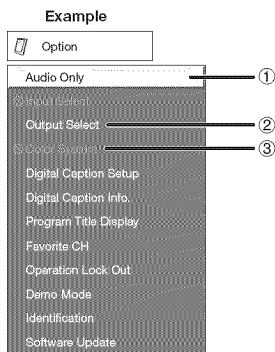 Example
Option
Audio Only
①
Input Select
Output Select
②
Color System
③
Digital Caption Setup
Digital Caption Info.
Program Title Display
Favorite CH
Operation Lock Out
Demo Mode
Identification
Software Update